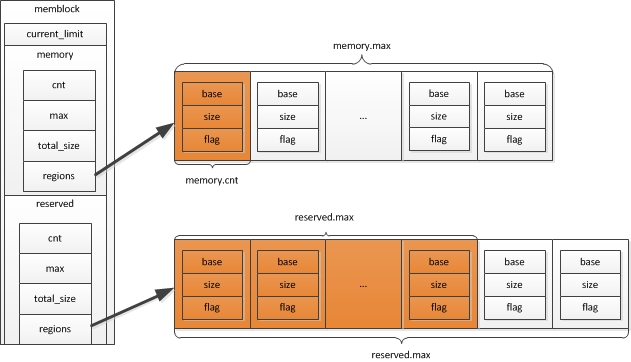 memblock
current_limit
memory
cnt
max
total_size
regions
reserved
cnt
max
total_size
regions
memory.max
base
size
flag
base
size
flag
...
base
size
flag
base
size
flag
memory.cnt
reserved.max
base
size
flag
base
size
flag
...
base
size
flag
base
size
flag
base
size
flag
reserved.max